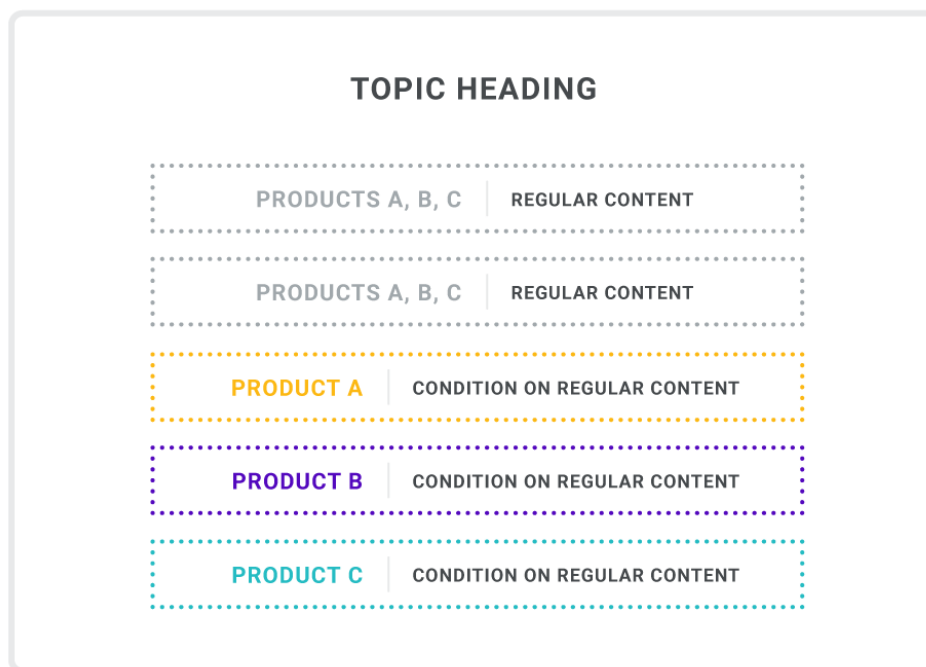 TOPIC HEADING
PRODUCTS A, B, C REGULAR CONTENT
PRODUCTS A, B, C REGULAR CONTENT
PRODUCT A CONDITION ON REGULAR CONTENT
PRODUCT B CONDITION ON REGULAR CONTENT
PRODUCT C CONDITION ON REGULAR CONTENT